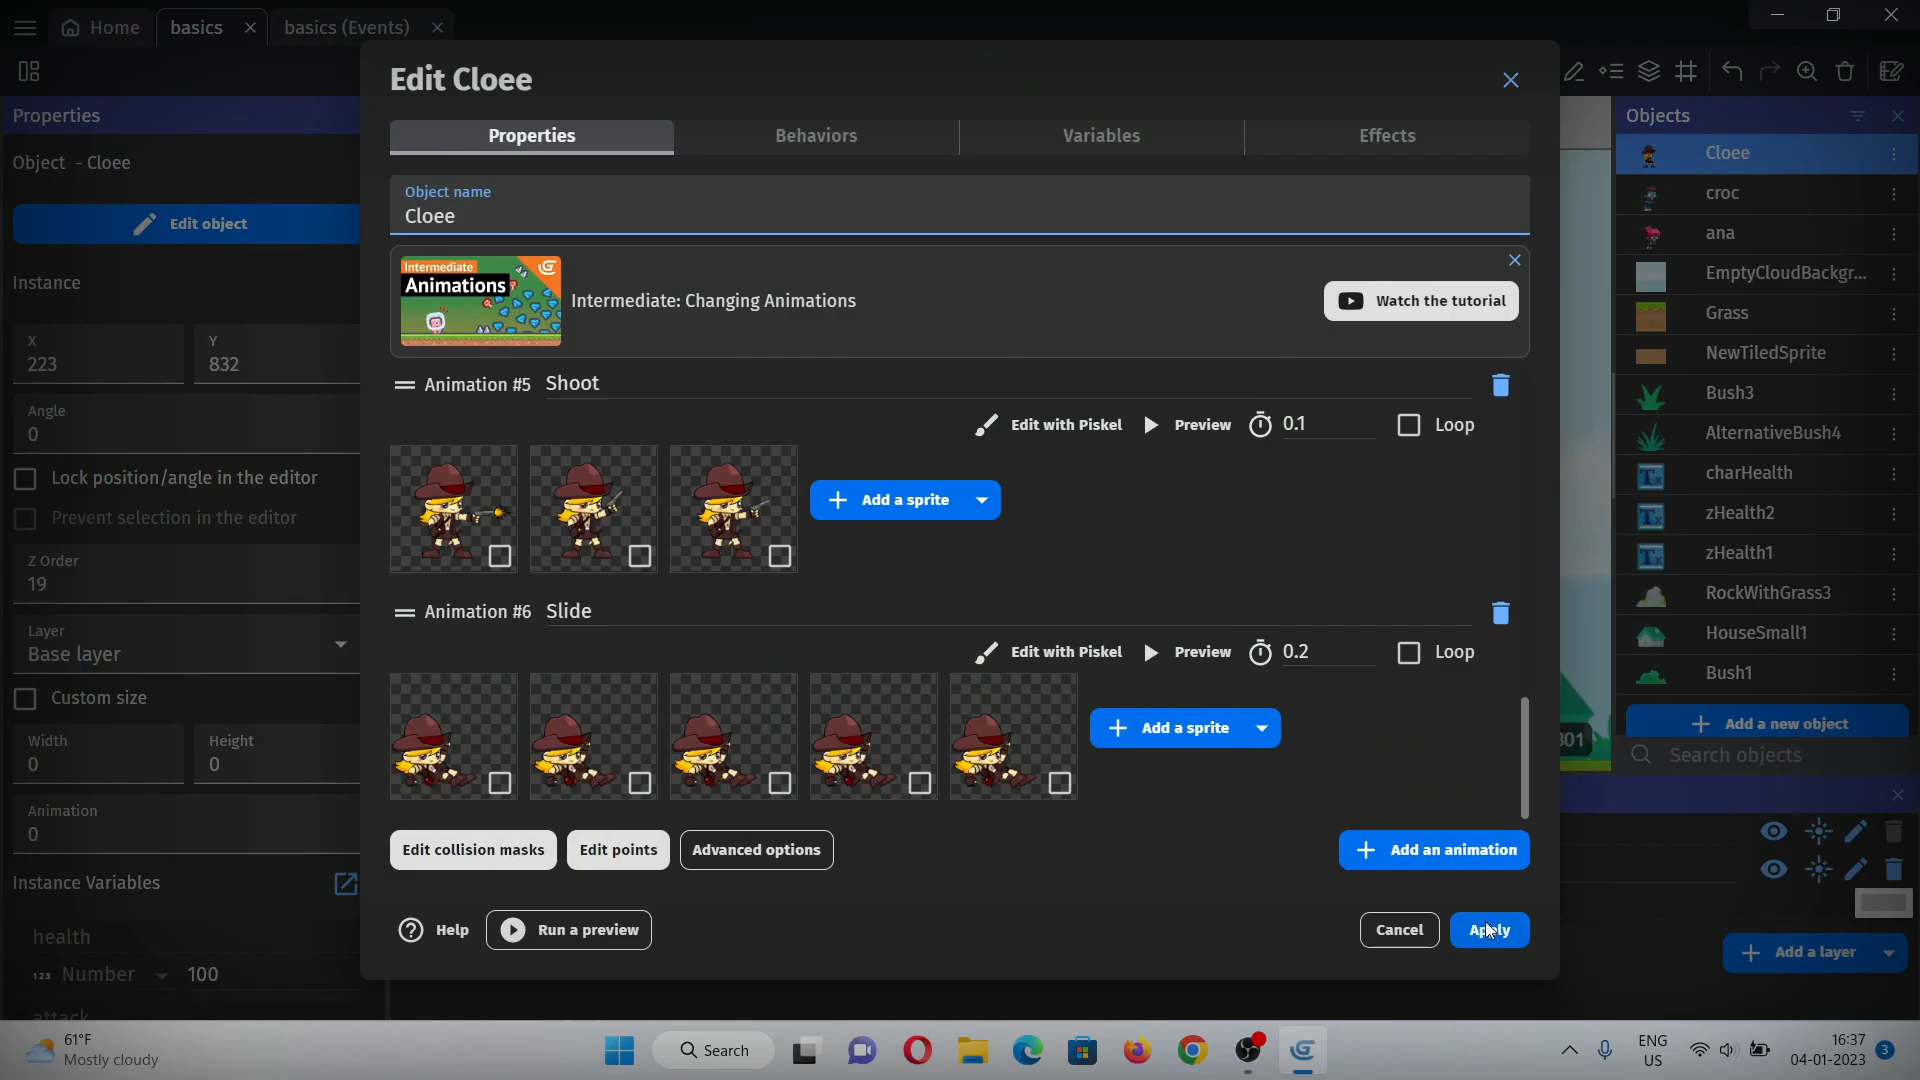 Home
basics
basics (Events)
Properties
Object - Cloee
Edit object
Instance
X
223
Y
832
Angle
0
Lock position/angle in the editor
Prevent selection in the editor
Z Order
19
Layer
Base layer
Custom size
Width
0
Height
0
Animation
0
Instance Variables
health
123 Number
100
attack
Edit Cloee
Properties
Behaviors
Variables
Effects
Object name
Cloee
Intermediate
Animations
Intermediate: Changing Animations
Watch the tutorial
Animation #5 Shoot
Edit with Piskel
Preview
0.1
Loop
Add a sprite
Animation #6 Slide
Edit with Piskel
Preview
0.2
Loop
Add a sprite
Edit collision masks
Edit points
Advanced options
Add an animation
Help
Run a preview
Cancel
Apply
Objects
Cloee
croc
ana
EmptyCloudBackgr...
Grass
NewTiledSprite
Bush3
AlternativeBush4
charHealth
zHealth2
zHealth1
RockWithGrass3
HouseSmall1
Bush1
Add a new object
301
Search objects
Add a layer
61°F
Mostly cloudy
Search
ENG
US
16:37
04-01-2023
3